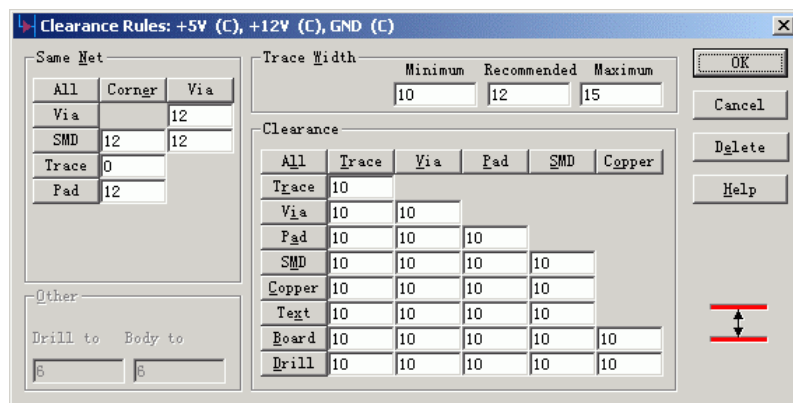 Clearance Rules: +5V (C), +12V (C), GND (C)
Same Net
All Corner Via
Via 12
SMD 12 12
Trace 0
Pad 12
Other
Drill to Body to
6 6
Trace Width
Minimum Recommended Maximum
10 12 15
Clearance
All Trace Via Pad SMD Copper
Trace 10
Via 10 10
Pad 10 10 10
SMD 10 10 10 10
Copper 10 10 10 10
Text 10 10 10 10
Board 10 10 10 10 10
Drill 10 10 10 10 10
OK
Cancel
Delete
Help